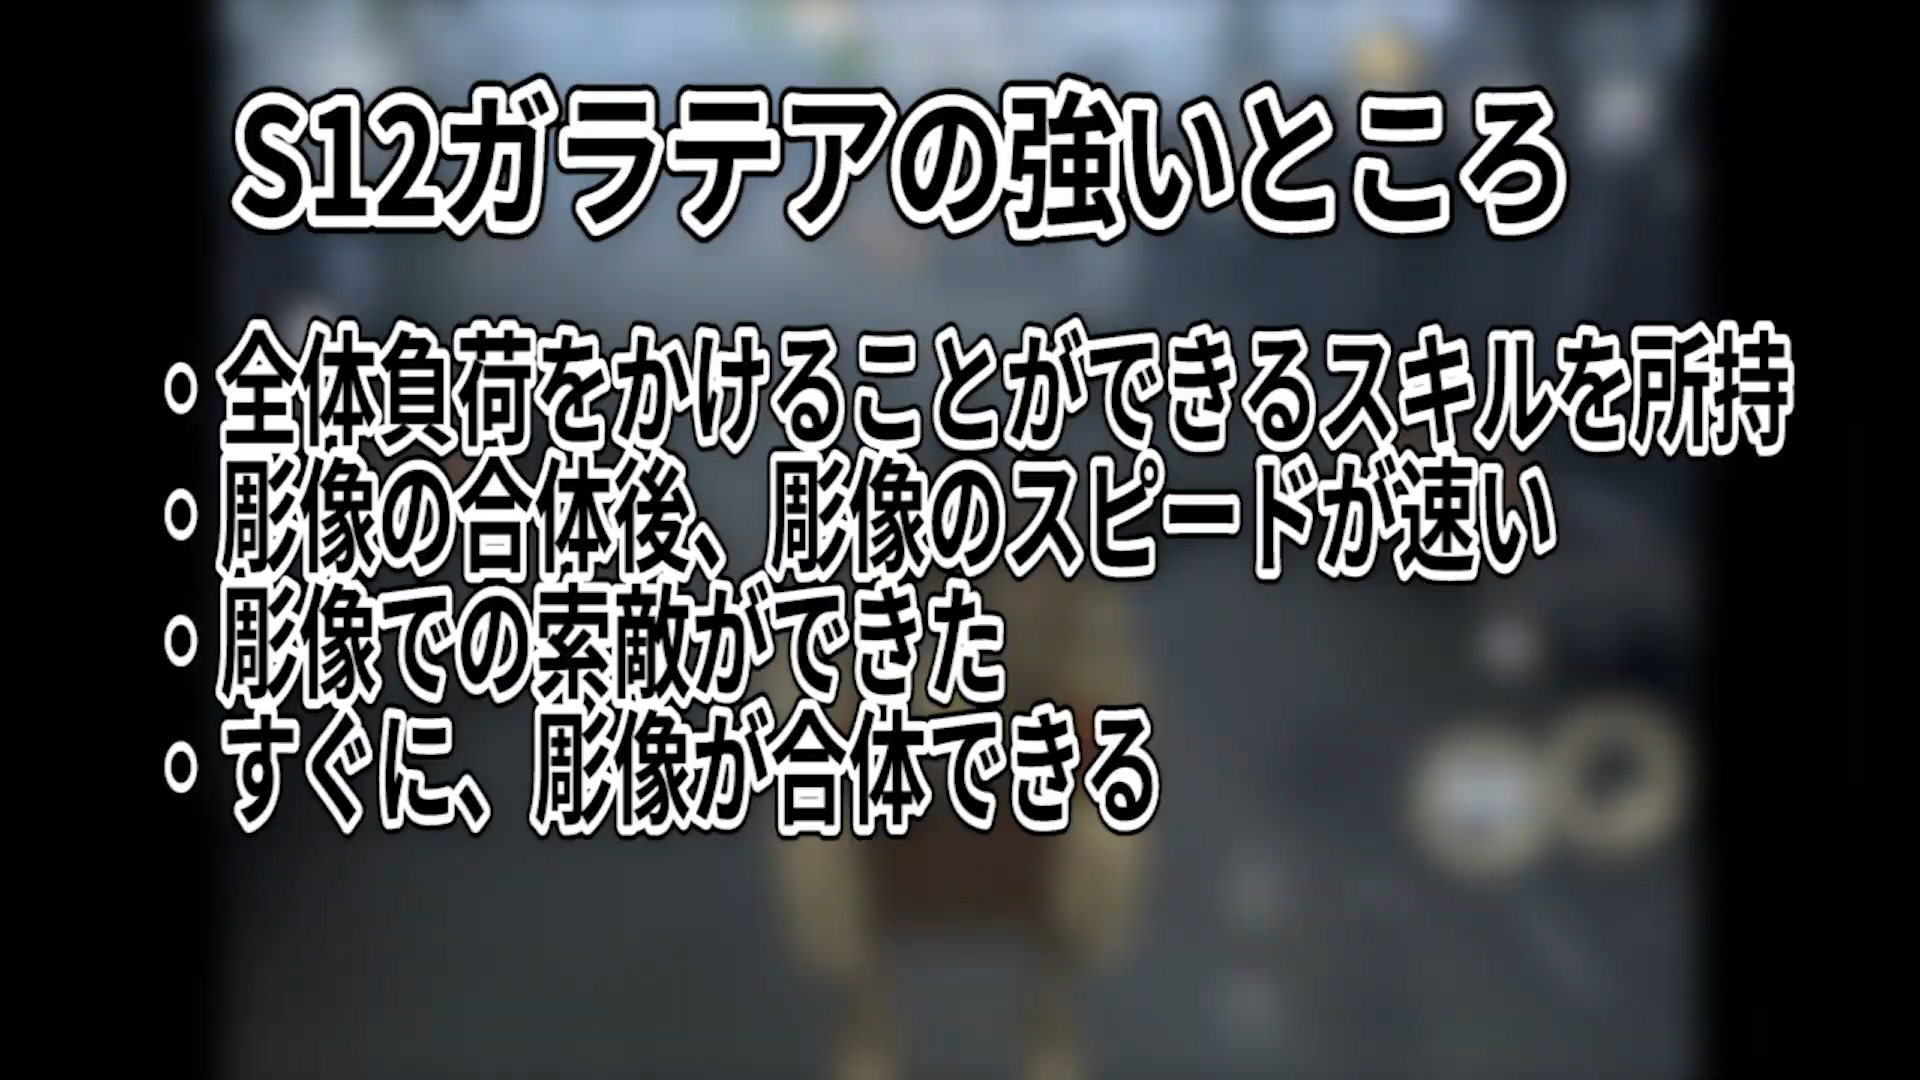 S12ガラテアの強いところ
○全体負荷をかけることができるスキルを所持
○彫像の合体後、彫像のスピードが速い
○彫像での索敵ができた
○すぐに、彫像が合体できる